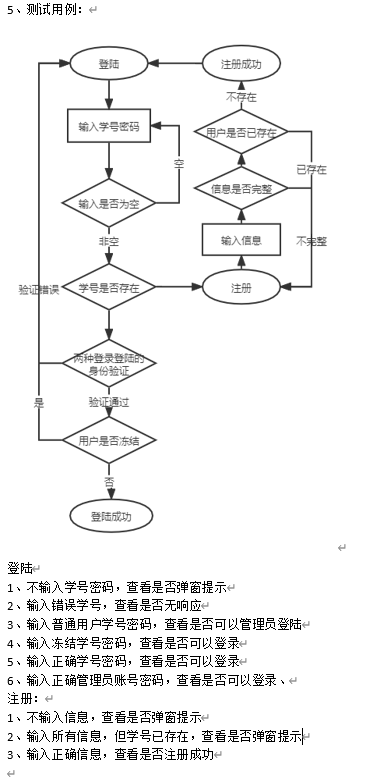 5、测试用例：
登陆
注册成功
不存在
输入学号密码
用户是否已存在
空
已存在
信息是否完整
输入是否为空
非空
输入信息
不完整
学号是否存在
注册
验证错误
两种登录登陆的
身份验证
验证通过
是
用户是否冻结
否
登陆成功
登陆
1、不输入学号密码，查看是否弹窗提示
2、输入错误学号，查看是否无响应
3、输入普通用户学号密码，查看是否可以管理员登陆
4、输入冻结学号密码，查看是否可以登录
5、输入正确学号密码，查看是否可以登录
6、输入正确管理员账号密码，查看是否可以登录、
注册：
1、不输入信息，查看是否弹窗提示
2、输入所有信息，但学号已存在，查看是否弹窗提示
3、输入正确信息，查看是否注册成功